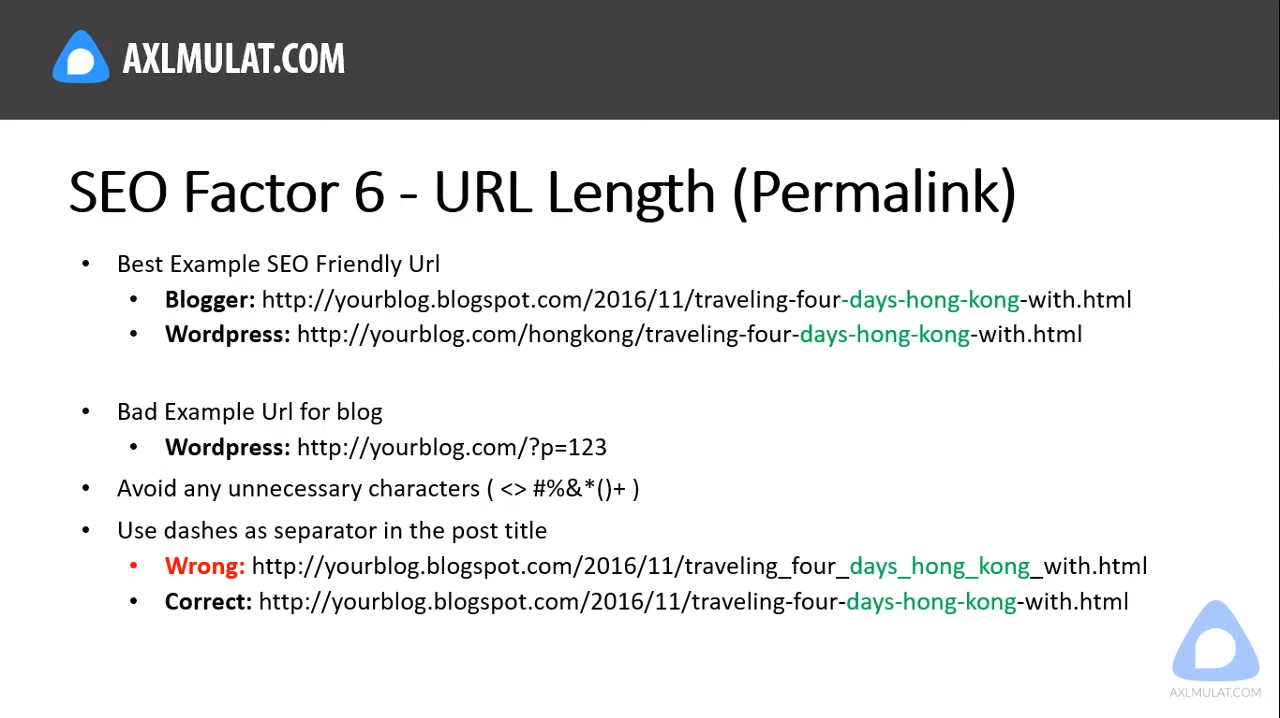 AXLMULAT.COM
SEO Factor 6 - URL Length (Permalink)
• Best Example SEO Friendly Url
• Blogger: http://yourblog.blogspot.com/2016/11/traveling-four-days-hong-kong-with.html
• Wordpress: http://yourblog.com/hongkong/traveling-four-days-hong-kong-with.html
• Bad Example Url for blog
• Wordpress: http://yourblog.com/?p=123
• Avoid any unnecessary characters ( <> #%&*()+ )
• Use dashes as separator in the post title
• Wrong: http://yourblog.blogspot.com/2016/11/traveling_four_days_hong_kong_with.html
• Correct: http://yourblog.blogspot.com/2016/11/traveling-four-days-hong-kong-with.html
AXLMULAT.COM